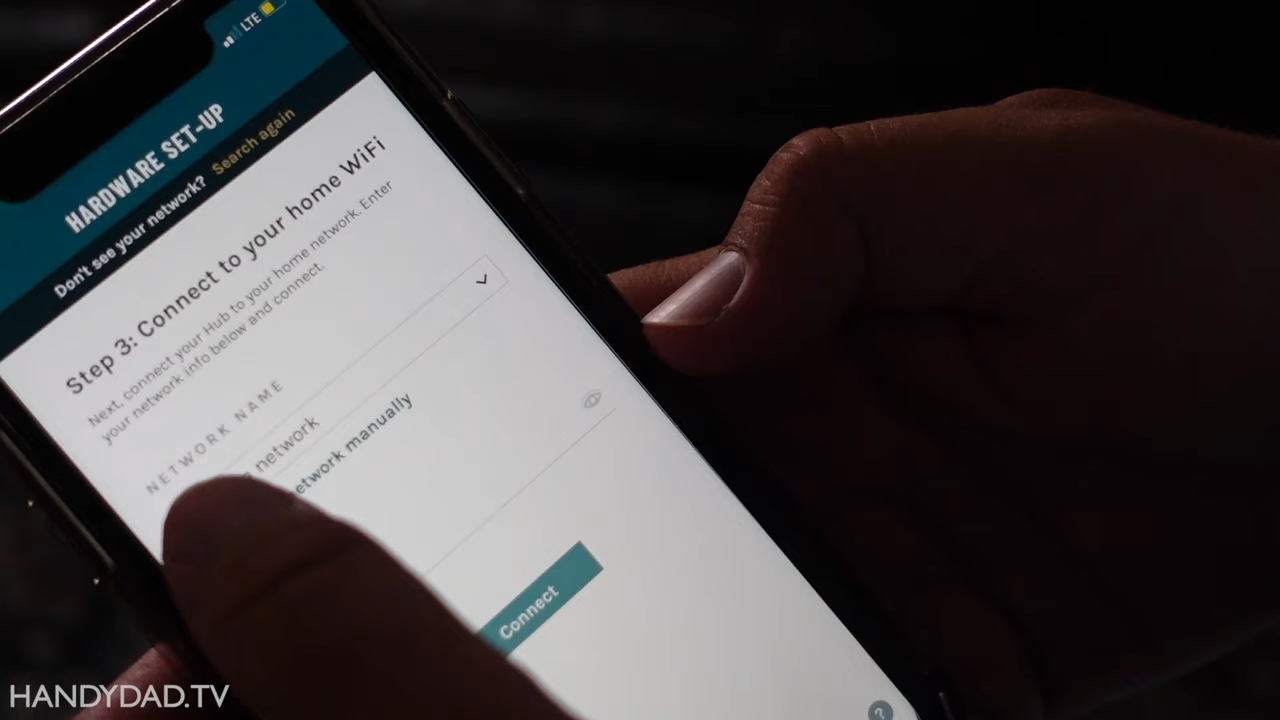 LTE
HARDWARE SET-UP
Don't see your network? Search again
Step 3: Connect to your home WiFi
Next, connect your Hub to your home network. Enter
your network info below and connect.
NETWORK NAME
network
etwork manually
Connect
?
HANDYDAD.TV